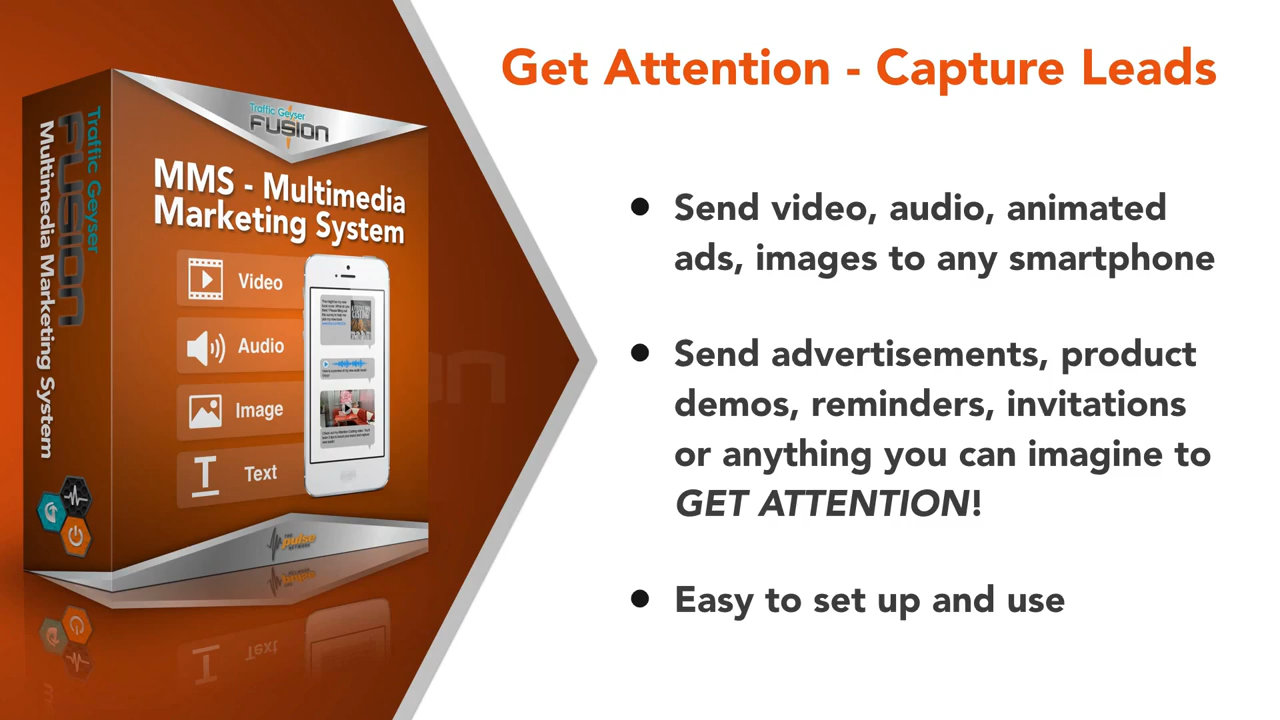 Get Attention - Capture Leads
• Send video, audio, animated
ads, images to any smartphone
• Send advertisements, product
demos, reminders, invitations
or anything you can imagine to
GET ATTENTION!
• Easy to set up and use
Traffic Geyser
FUSION
MMS - Multimedia
Marketing System
Video
Audio
Image
Text
pulse
Traffic Geyser
FUSION
Multimedia Marketing System